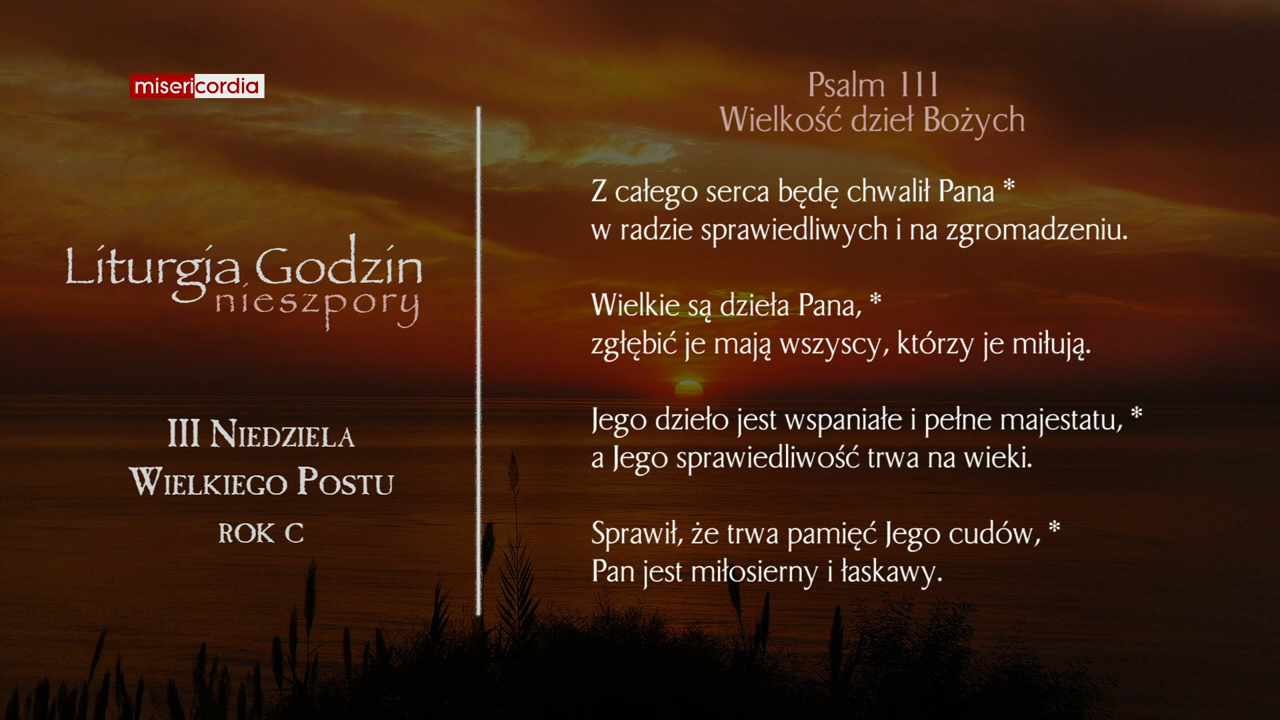 misericordia
Liturgia Godzin
nieszpory
III Niedziela
Wielkiego Postu
rok C
Psalm 111
Wielkość dzieł Bożych
Z całego serca będę chwalił Pana *
w radzie sprawiedliwych i na zgromadzeniu.
Wielkie są dzieła Pana, *
zgłębić je mają wszyscy, którzy je miłują.
Jego dzieło jest wspaniałe i pełne majestatu, *
a Jego sprawiedliwość trwa na wieki.
Sprawił, że trwa pamięć Jego cudów, *
Pan jest miłosierny i łaskawy.